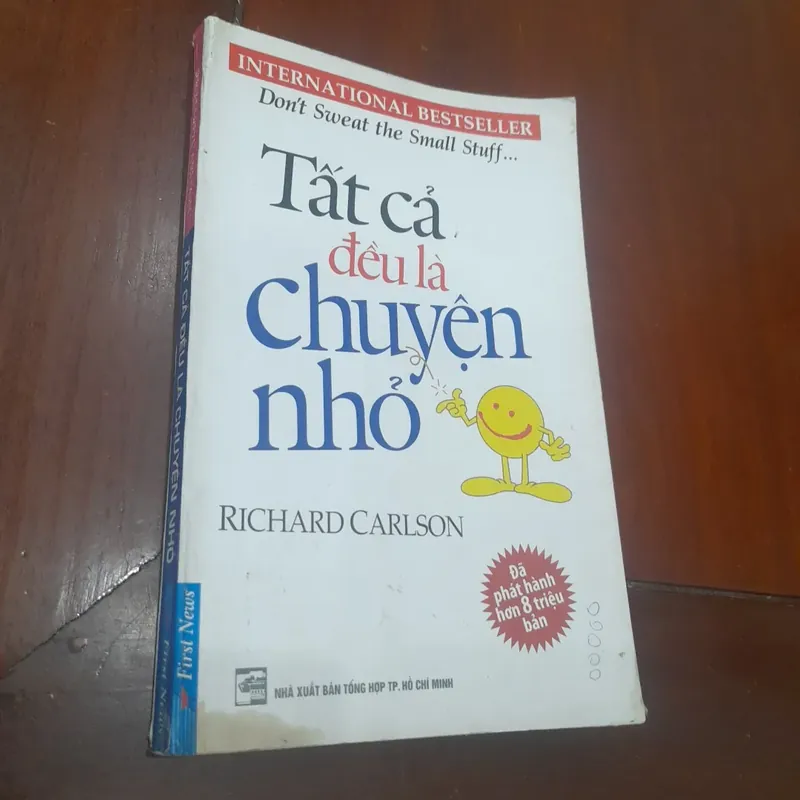 INTERNATIONAL BESTSELLER
Don't Sweat the Small Stuff...
Tất cả
đều là
chuyện
nhỏ
RICHARD CARLSON
Đã
phát hành
hơn 8 triệu
bản
NHÀ XUẤT BẢN TỔNG HỢP TP. HỒ CHÍ MINH
First News
TẤT CẢ ĐỀU LÀ CHUYỆN NHỎ
First News